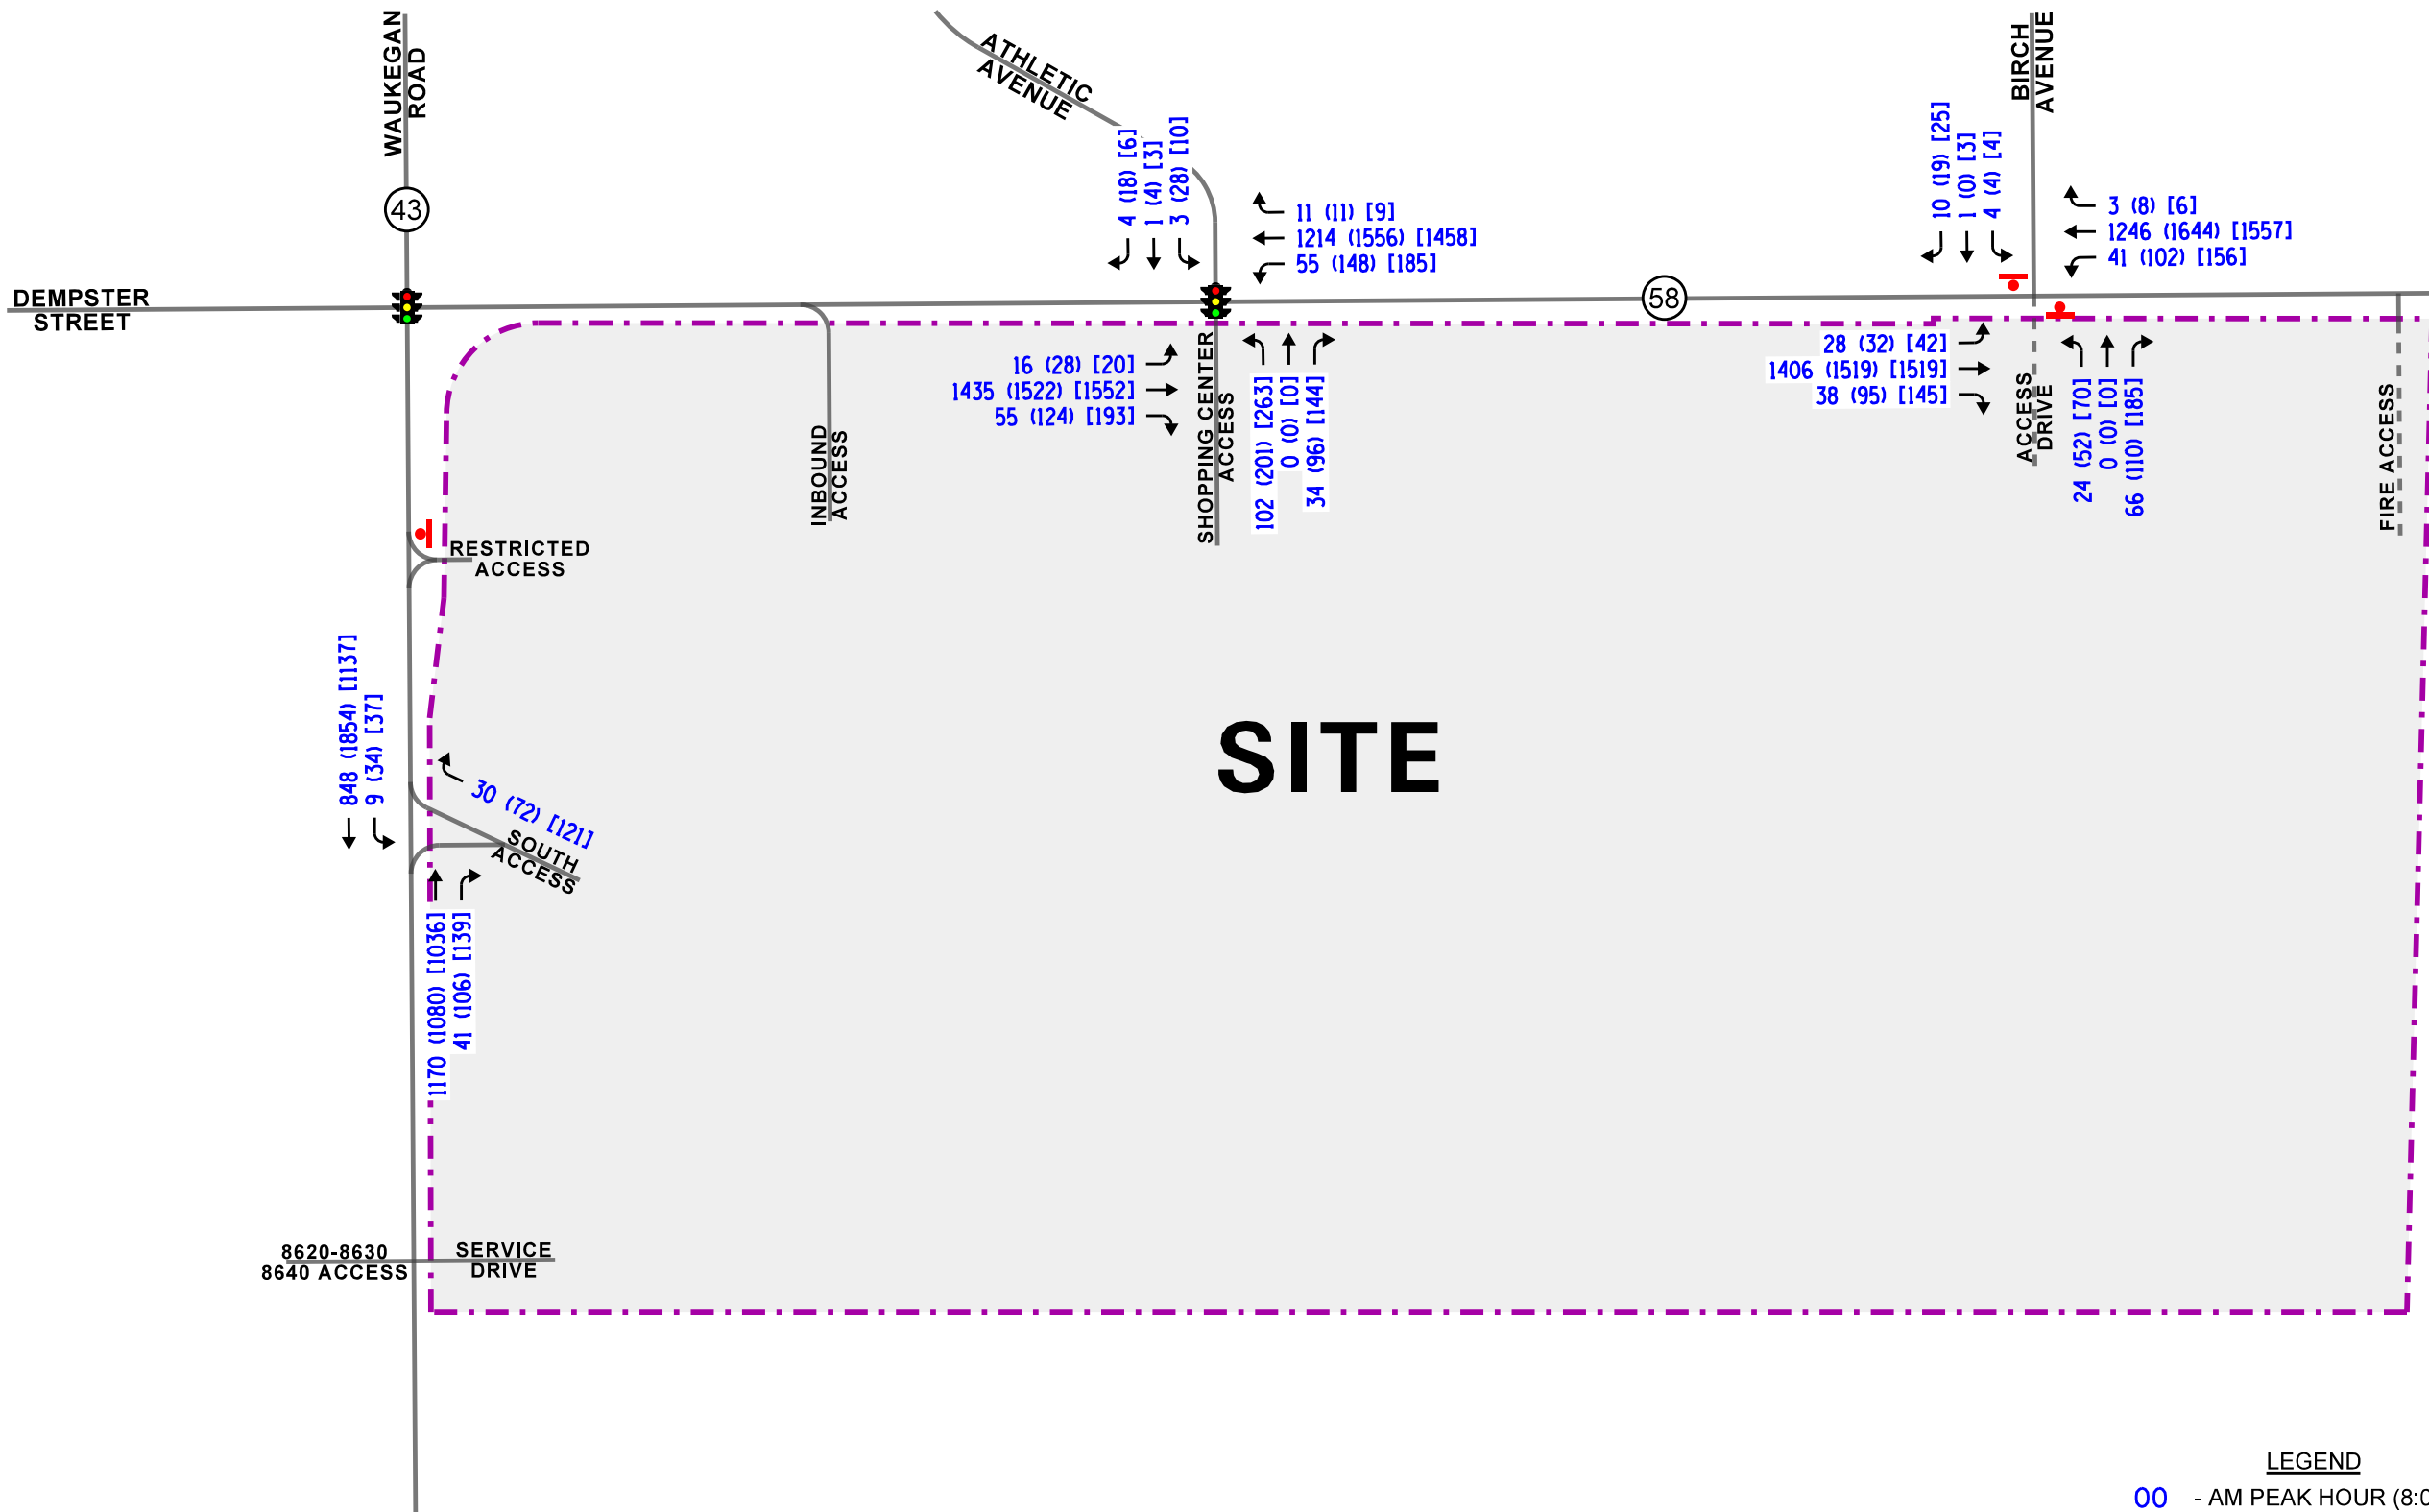 WAUKEGAN
ROAD
43
DEMPSTER
STREET
ATHLETIC
AVENUE
4 (18) [6]
1 (4) [3]
3 (28) [10]
11 (11) [9]
1214 (1556) [1458]
55 (148) [185]
16 (28) [20]
1435 (1522) [1552]
55 (124) [193]
SHOPPING CENTER
ACCESS
102 (201) [263]
0 (0) [0]
34 (96) [144]
INBOUND
ACCESS
58
BIRCH
AVENUE
10 (19) [25]
1 (0) [3]
4 (4) [4]
3 (8) [6]
1246 (1644) [1557]
41 (102) [156]
28 (32) [42]
1406 (1519) [1519]
38 (95) [145]
ACCESS
DRIVE
24 (52) [70]
0 (0) [0]
66 (110) [185]
FIRE ACCESS
RESTRICTED
ACCESS
848 (1854) [1137]
9 (34) [37]
30 (72) [121]
SOUTH
ACCESS
1170 (1080) [1036]
41 (106) [139]
SITE
8620-8630
8640 ACCESS
SERVICE
DRIVE
LEGEND
00 - AM PEAK HOUR (8:0